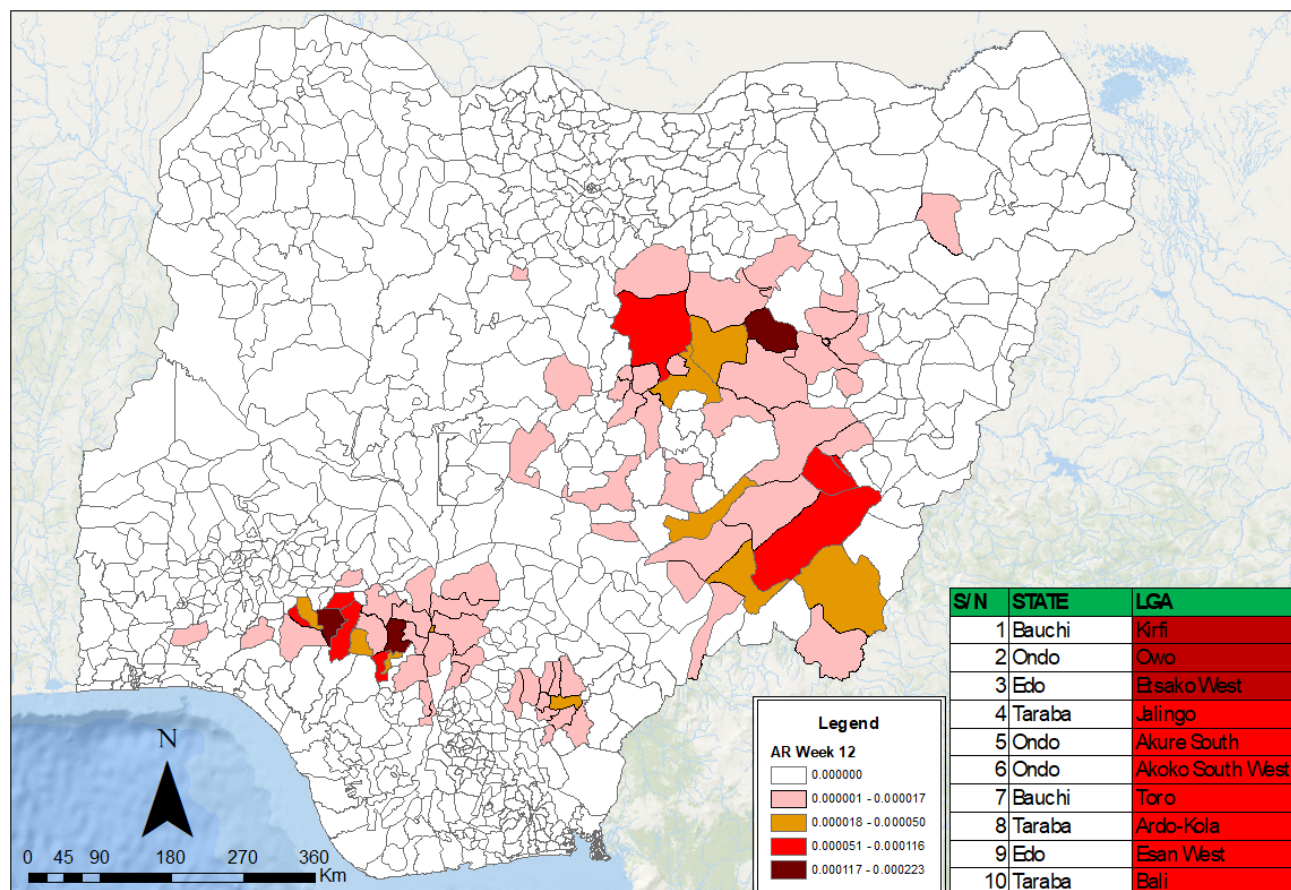 N
0 45 90 180 270 360
Km
Legend
AR Week 12
0.000000
0.000001 - 0.000017
0.000018 - 0.000050
0.000051 - 0.000116
0.000117 - 0.000223
S/N STATE LGA
1 Bauchi Kirfi
2 Ondo Owo
3 Edo Etsako West
4 Taraba Jalingo
5 Ondo Akure South
6 Ondo Akoko South West
7 Bauchi Toro
8 Taraba Ardo-Kola
9 Edo Esan West
10 Taraba Bali